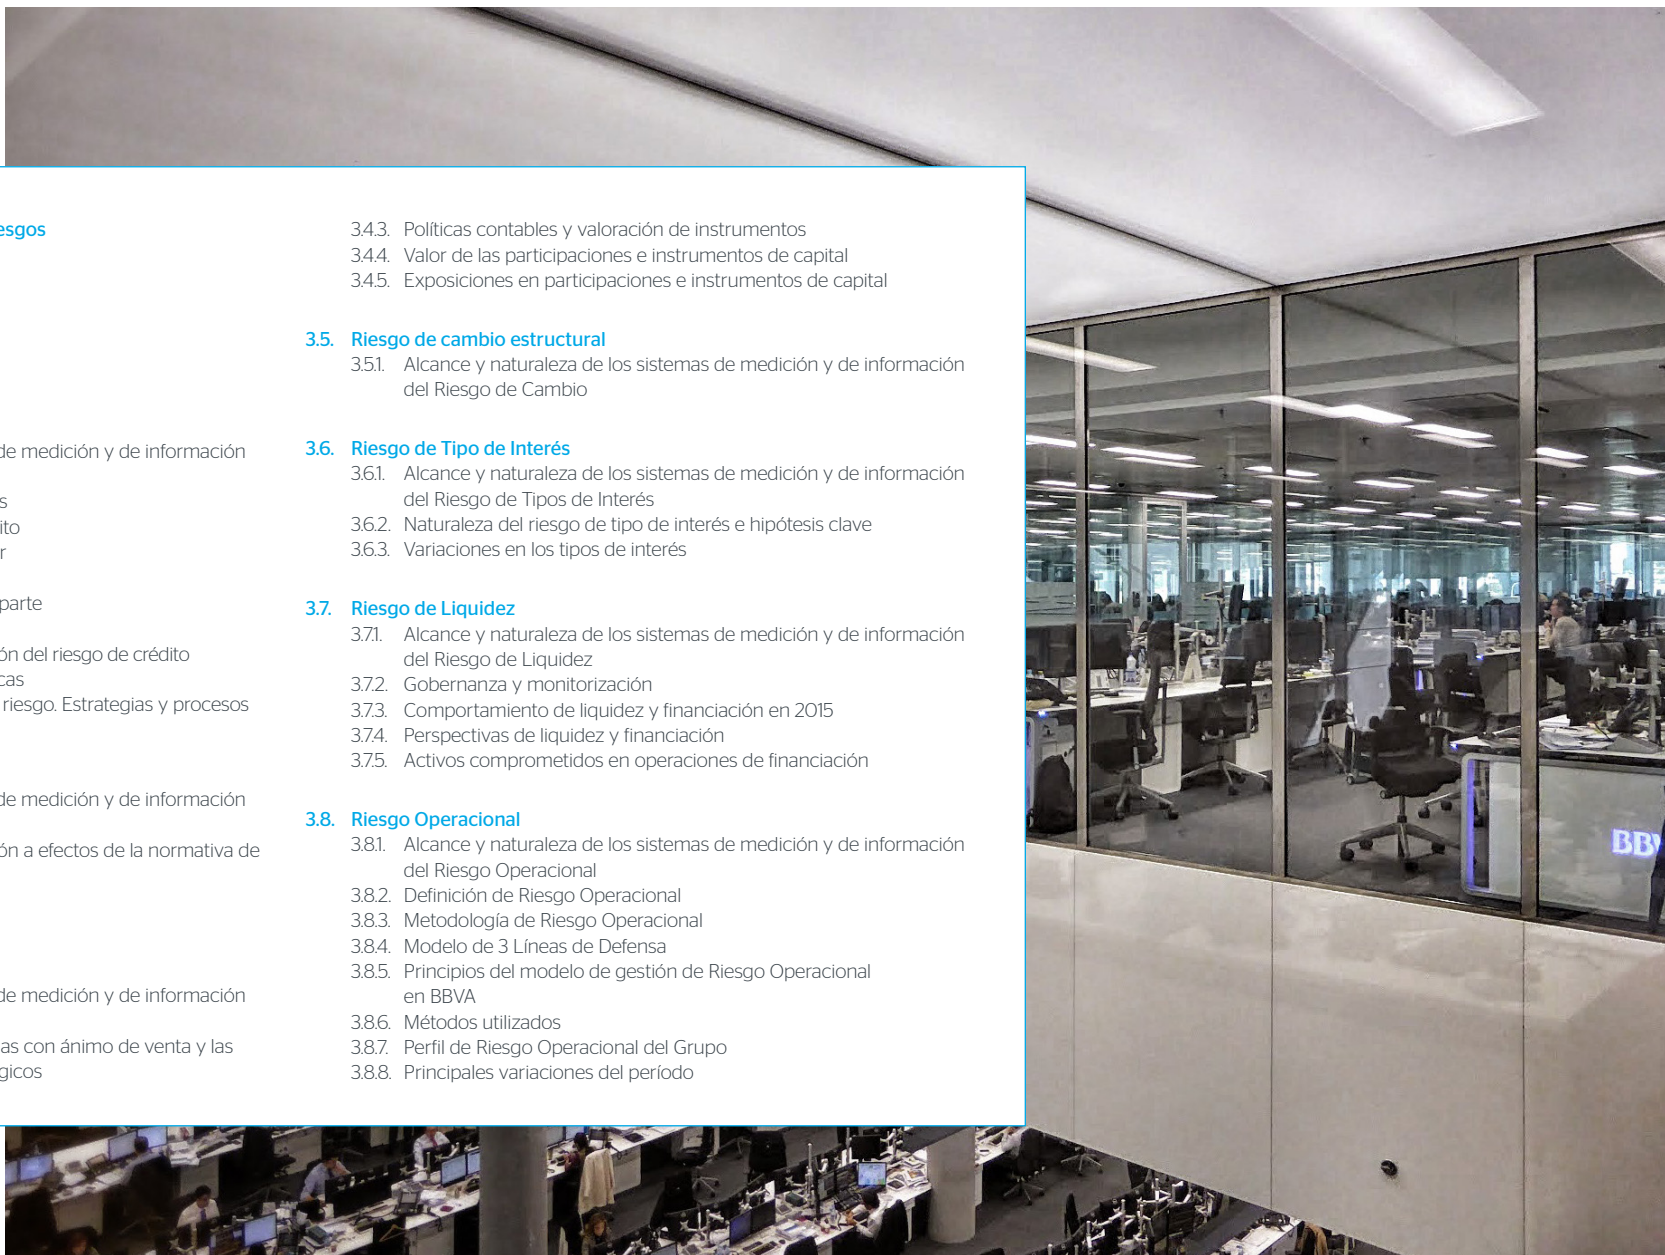 esgos
de medición y de información
s
ito
r
parte
ón del riesgo de crédito
cas
riesgo. Estrategias y procesos
de medición y de información
ón a efectos de la normativa de
de medición y de información
as con ánimo de venta y las
gicos
3.4.3. Políticas contables y valoración de instrumentos
3.4.4. Valor de las participaciones e instrumentos de capital
3.4.5. Exposiciones en participaciones e instrumentos de capital
3.5. Riesgo de cambio estructural
3.5.1. Alcance y naturaleza de los sistemas de medición y de información
del Riesgo de Cambio
3.6. Riesgo de Tipo de Interés
3.6.1. Alcance y naturaleza de los sistemas de medición y de información
del Riesgo de Tipos de Interés
3.6.2. Naturaleza del riesgo de tipo de interés e hipótesis clave
3.6.3. Variaciones en los tipos de interés
3.7. Riesgo de Liquidez
3.7.1. Alcance y naturaleza de los sistemas de medición y de información
del Riesgo de Liquidez
3.7.2. Gobernanza y monitorización
3.7.3. Comportamiento de liquidez y financiación en 2015
3.7.4. Perspectivas de liquidez y financiación
3.7.5. Activos comprometidos en operaciones de financiación
3.8. Riesgo Operacional
3.8.1. Alcance y naturaleza de los sistemas de medición y de información
del Riesgo Operacional
3.8.2. Definición de Riesgo Operacional
3.8.3. Metodología de Riesgo Operacional
3.8.4. Modelo de 3 Líneas de Defensa
3.8.5. Principios del modelo de gestión de Riesgo Operacional
en BBVA
3.8.6. Métodos utilizados
3.8.7. Perfil de Riesgo Operacional del Grupo
3.8.8. Principales variaciones del período
BBV